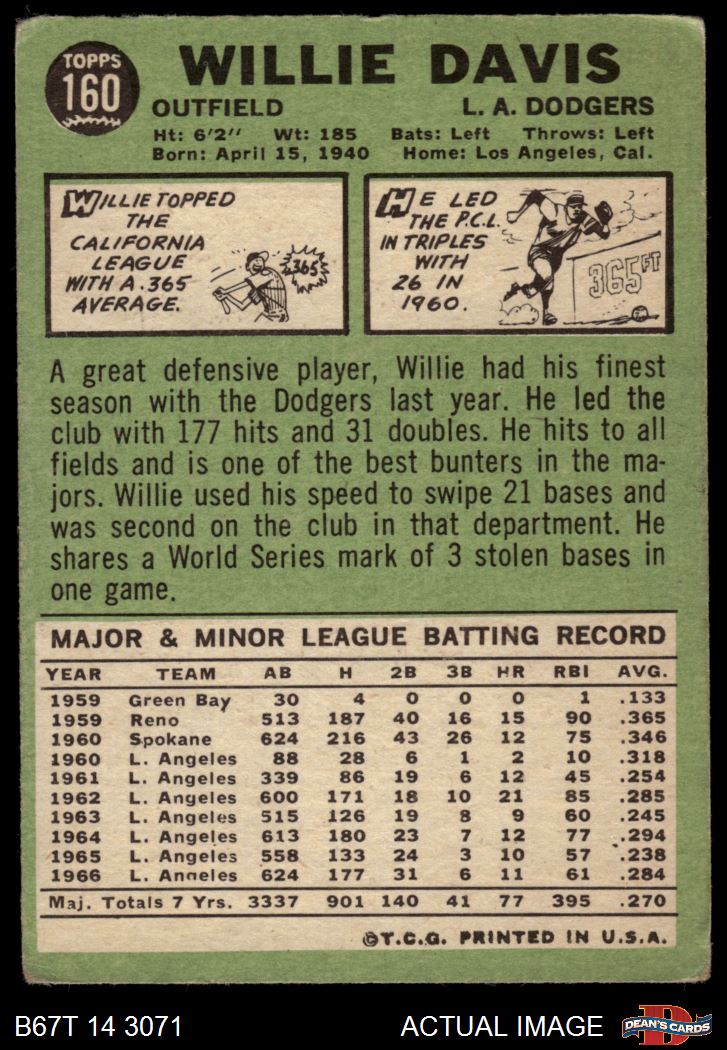 TOPPS
160
WILLIE DAVIS
OUTFIELD L. A. DODGERS
Ht: 6'2" Wt: 185 Bats: Left Throws: Left
Born: April 15, 1940 Home: Los Angeles, Cal.
WILLIE TOPPED
THE
CALIFORNIA
LEAGUE
WITH A .365
AVERAGE.
.365
HE LED
THE P.C.L.
IN TRIPLES
WITH
26 IN
1960.
365 FT
A great defensive player, Willie had his finest
season with the Dodgers last year. He led the
club with 177 hits and 31 doubles. He hits to all
fields and is one of the best bunters in the ma-
jors. Willie used his speed to swipe 21 bases and
was second on the club in that department. He
shares a World Series mark of 3 stolen bases in
one game.
MAJOR & MINOR LEAGUE BATTING RECORD
YEAR TEAM AB H 2B 3B HR RBI AVG.
1959 Green Bay 30 4 0 0 0 1 .133
1959 Reno 513 187 40 16 15 90 .365
1960 Spokane 624 216 43 26 12 75 .346
1960 L. Angeles 88 28 6 1 2 10 .318
1961 L. Angeles 339 86 19 6 12 45 .254
1962 L. Angeles 600 171 18 10 21 85 .285
1963 L. Angeles 515 126 19 8 9 60 .245
1964 L. Angeles 613 180 23 7 12 77 .294
1965 L. Angeles 558 133 24 3 10 57 .238
1966 L. Angeles 624 177 31 6 11 61 .284
Maj. Totals 7 Yrs. 3337 901 140 41 77 395 .270
©T.C.G. PRINTED IN U.S.A.
B67T 14 3071 ACTUAL IMAGE
D
DEAN'S CARDS